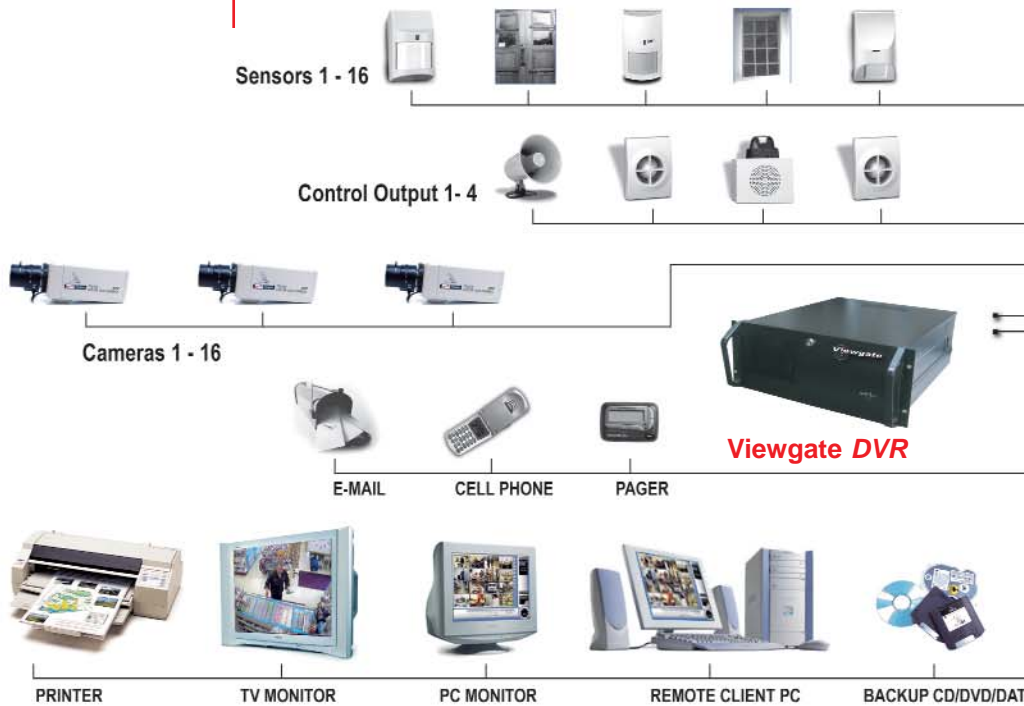 Sensors 1 - 16
Control Output 1- 4
Cameras 1 - 16
Viewgate
Viewgate DVR
E-MAIL
CELL PHONE
PAGER
PRINTER
TV MONITOR
PC MONITOR
REMOTE CLIENT PC
BACKUP CD/DVD/DAT